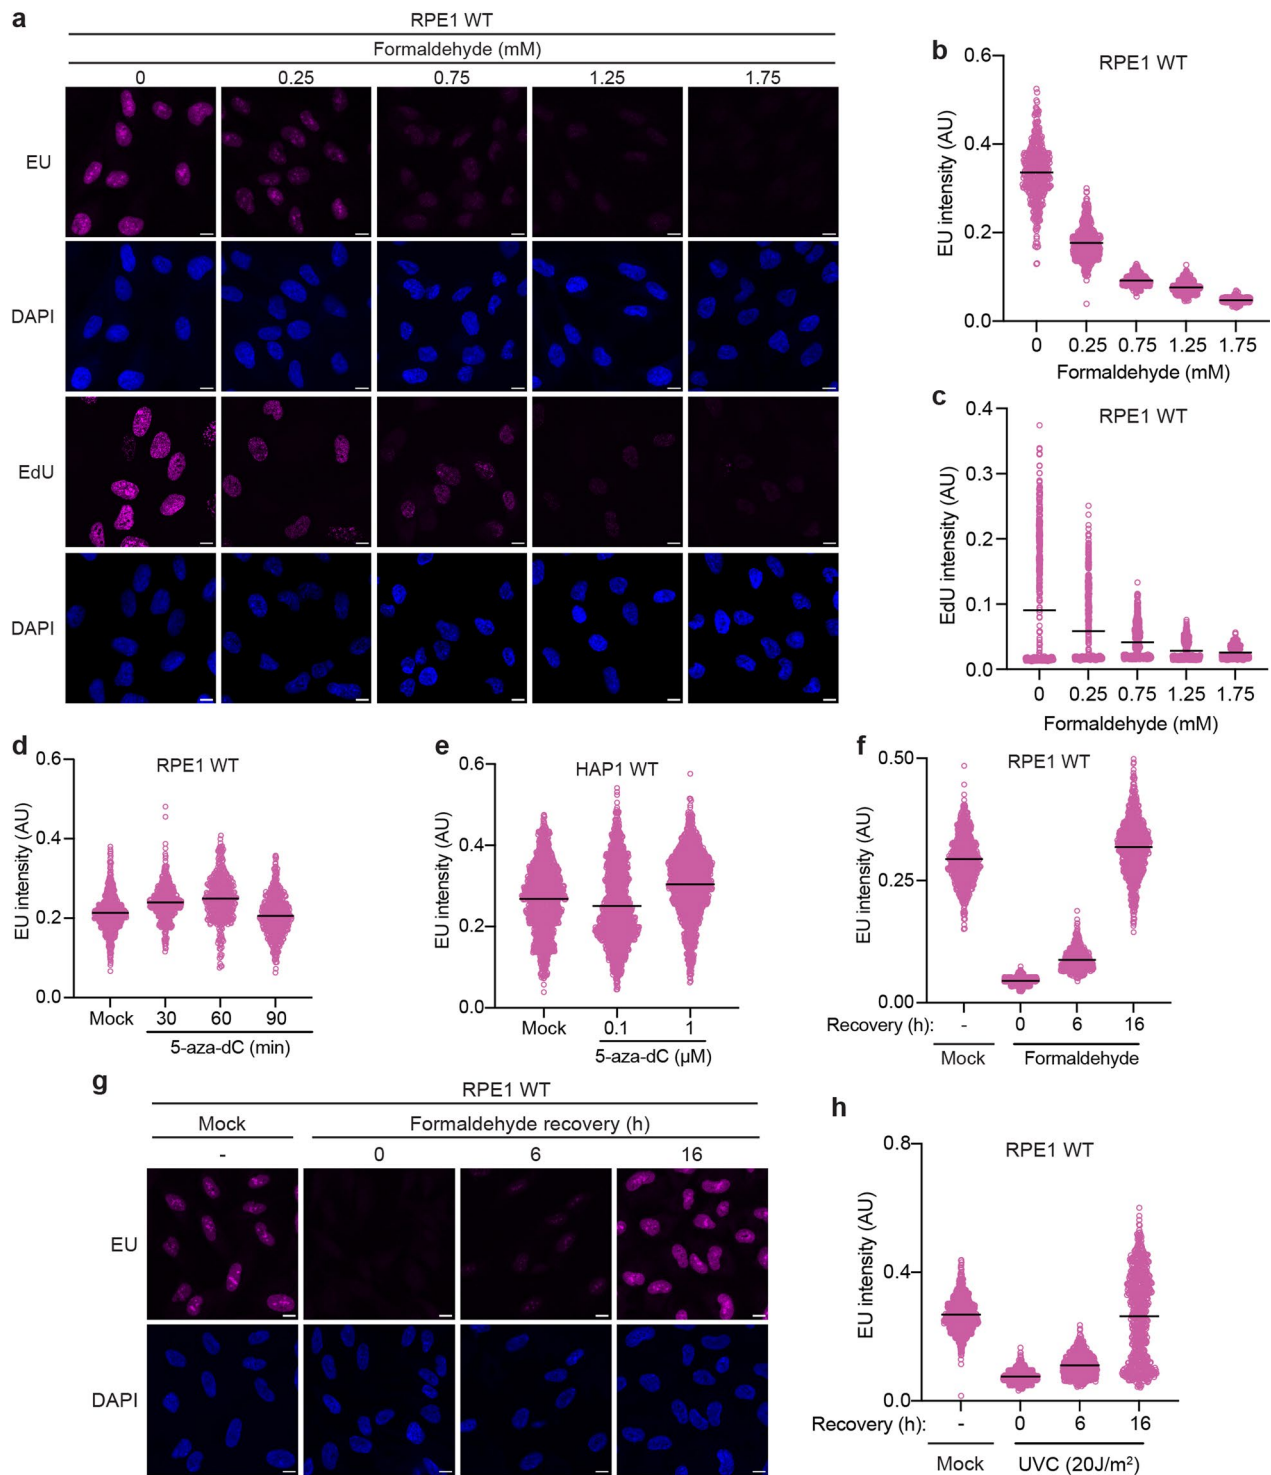 a
RPE1 WT
Formaldehyde (mM)
0 0.25 0.75 1.25 1.75
EU
DAPI
EdU
DAPI
b
RPE1 WT
EU intensity (AU)
0.6
0.4
0.2
0.0
0 0.25 0.75 1.25 1.75
Formaldehyde (mM)
c
RPE1 WT
EdU intensity (AU)
0.4
0.3
0.2
0.1
0.0
0 0.25 0.75 1.25 1.75
Formaldehyde (mM)
d
RPE1 WT
EU intensity (AU)
0.6
0.4
0.2
0.0
Mock 30 60 90
5-aza-dC (min)
e
HAP1 WT
EU intensity (AU)
0.6
0.4
0.2
0.0
Mock 0.1 1
5-aza-dC (µM)
f
RPE1 WT
EU intensity (AU)
0.50
0.25
0.00
Recovery (h): - 0 6 16
Mock Formaldehyde
g
RPE1 WT
Mock Formaldehyde recovery (h)
- 0 6 16
EU
DAPI
h
RPE1 WT
EU intensity (AU)
0.8
0.4
0.0
Recovery (h): - 0 6 16
Mock UVC (20J/m²)